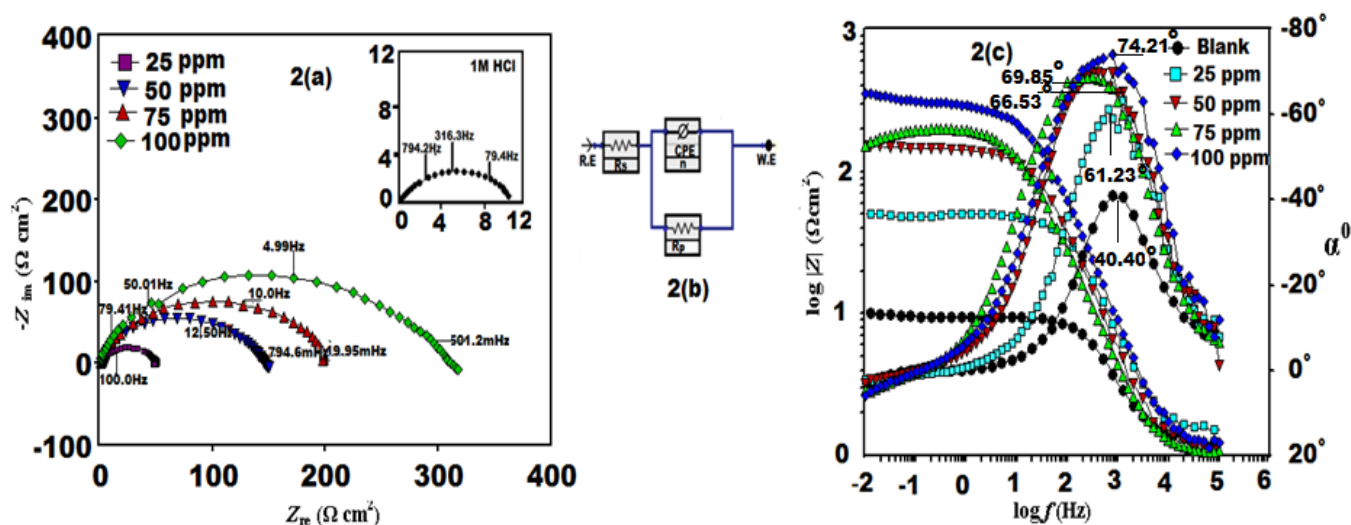 400
300
200
100
0
-100
-Z im (Ω cm²)
25 ppm
50 ppm
75 ppm
100 ppm
2(a)
12
8
4
0
1M HCl
794.2Hz
316.3Hz
79.4Hz
0 4 8 12
79.41Hz
50.01Hz
4.99Hz
10.0Hz
12.50Hz
100.0Hz
794.6mHz
19.95mHz
501.2mHz
0 100 200 300 400
Z re (Ω cm²)
R.E
Rs
CPE
n
Rp
W.E
2(b)
3
2
1
0
log |Z| (Ωcm²)
2(c)
74.21°
69.85°
66.53°
61.23°
40.40°
Blank
25 ppm
50 ppm
75 ppm
100 ppm
-80°
-60°
-40°
-20°
0°
20°
α⁰
-2 -1 0 1 2 3 4 5 6
log f (Hz)